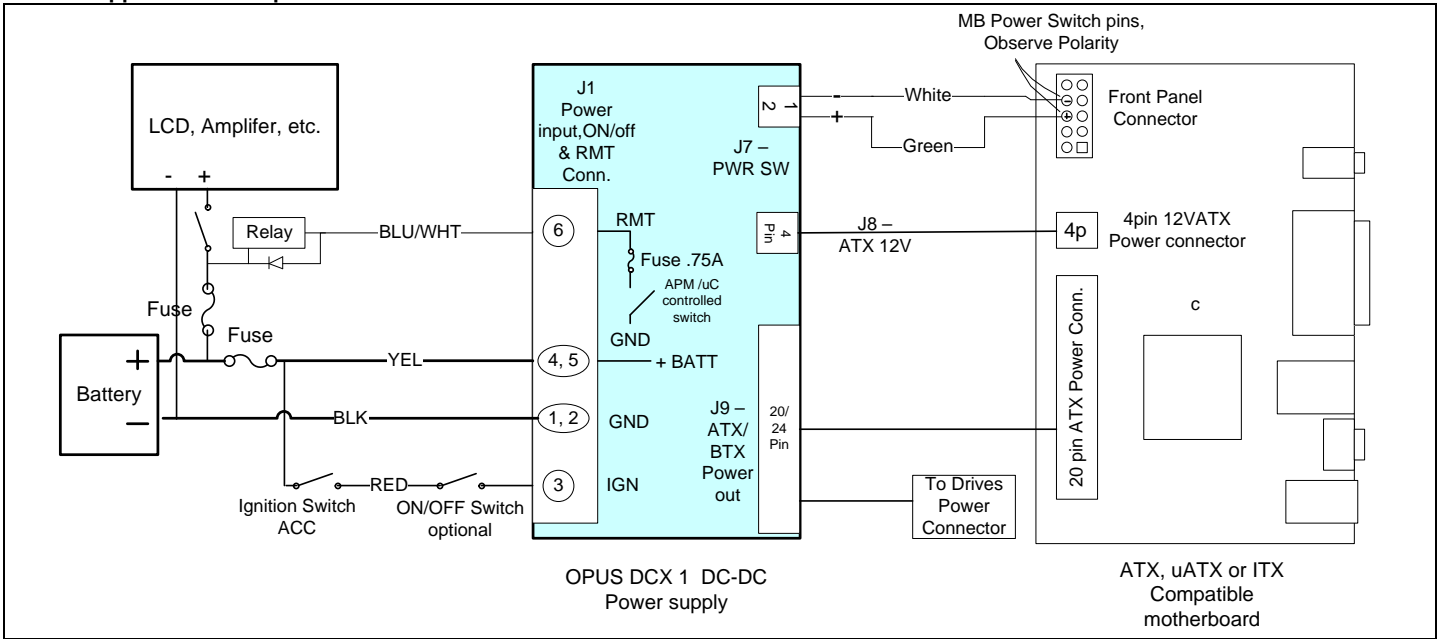 MB Power Switch pins,
Observe Polarity
LCD, Amplifer, etc.
-
+
Relay
BLU/WHT
Fuse
Fuse
Battery
+
–
YEL
BLK
RED
Ignition Switch
ACC
ON/OFF Switch
optional
J1
Power
input,ON/off
& RMT
Conn.
6
RMT
Fuse .75A
APM /uC
controlled
switch
GND
4, 5
+ BATT
1, 2
GND
3
IGN
1
2
J7 –
PWR SW
-
White
+
Green
4
Pin
J8 –
ATX 12V
J9 –
ATX/
BTX
Power
out
20/
24
Pin
To Drives
Power
Connector
-
+
Front Panel
Connector
4p
4pin 12VATX
Power connector
20 pin ATX Power Conn.
c
OPUS DCX 1 DC-DC
Power supply
ATX, uATX or ITX
Compatible
motherboard